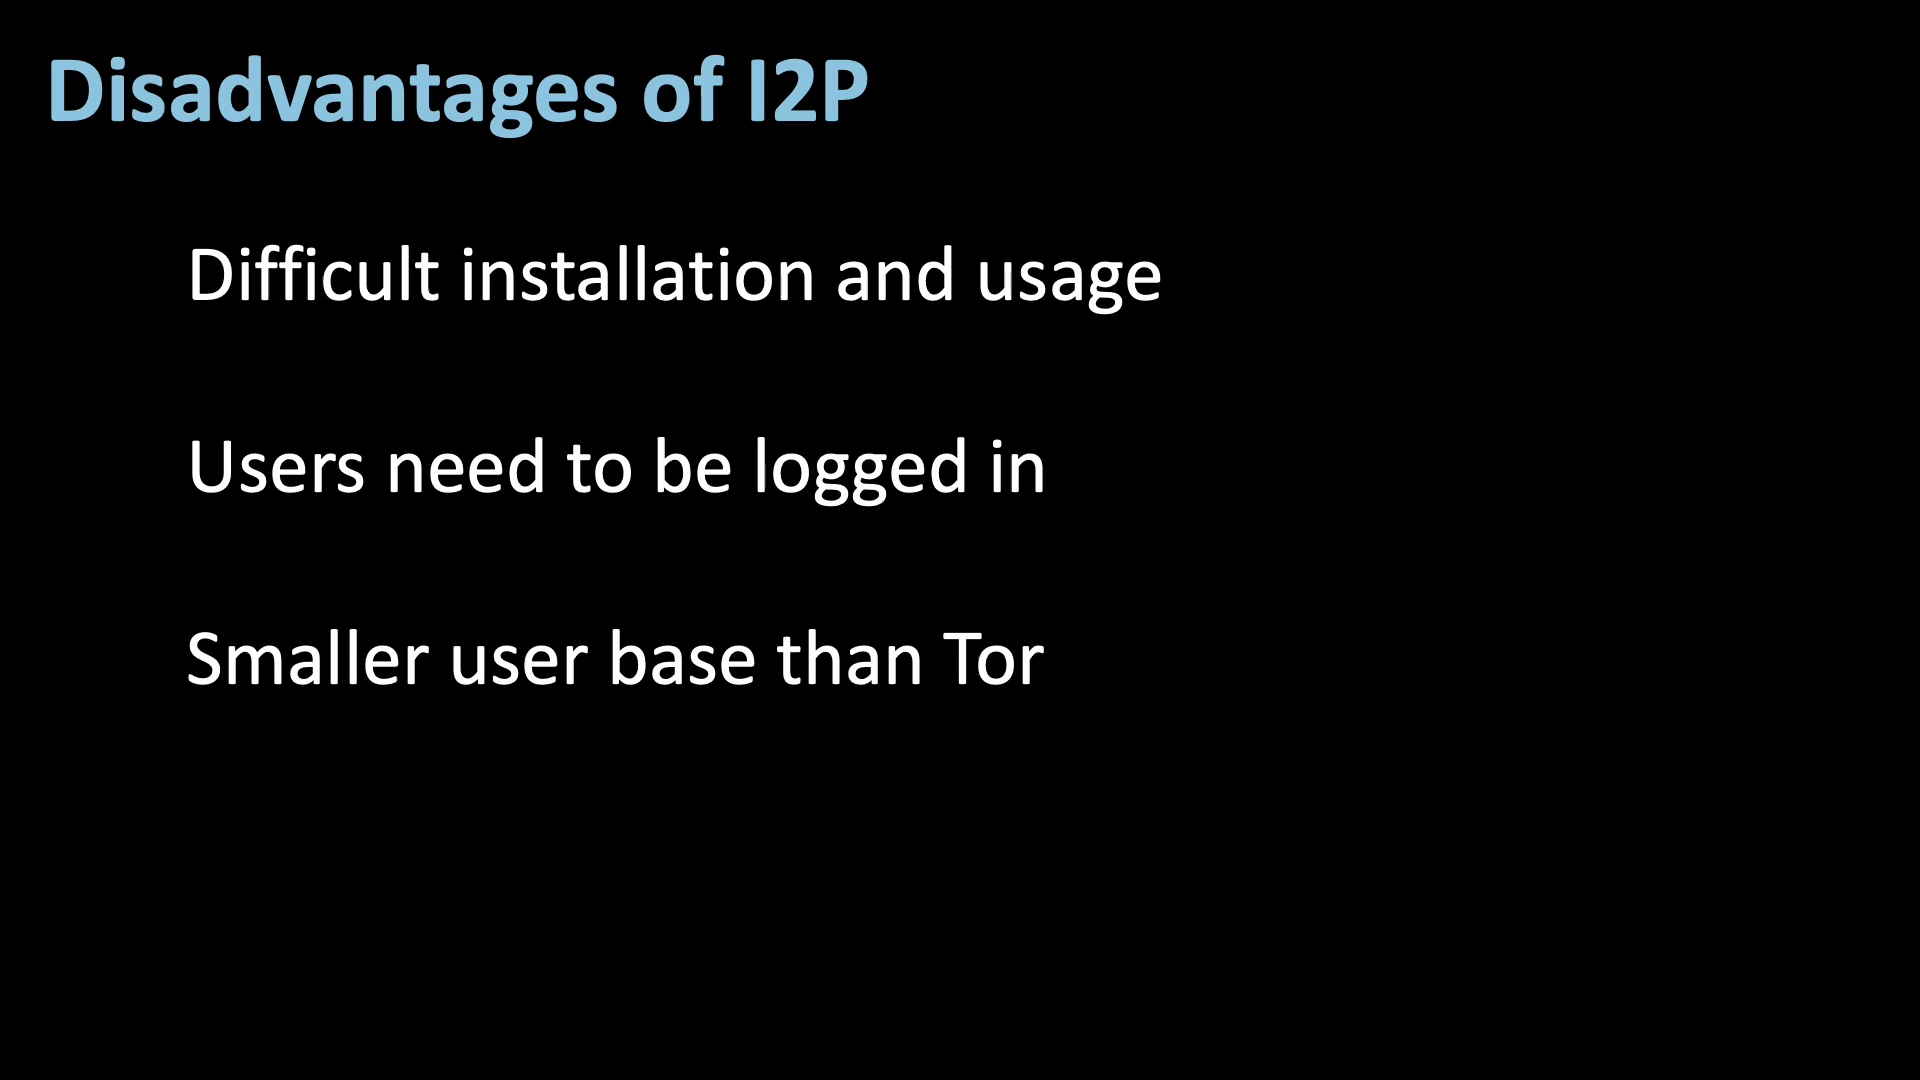 Disadvantages of I2P
Difficult installation and usage
Users need to be logged in
Smaller user base than Tor